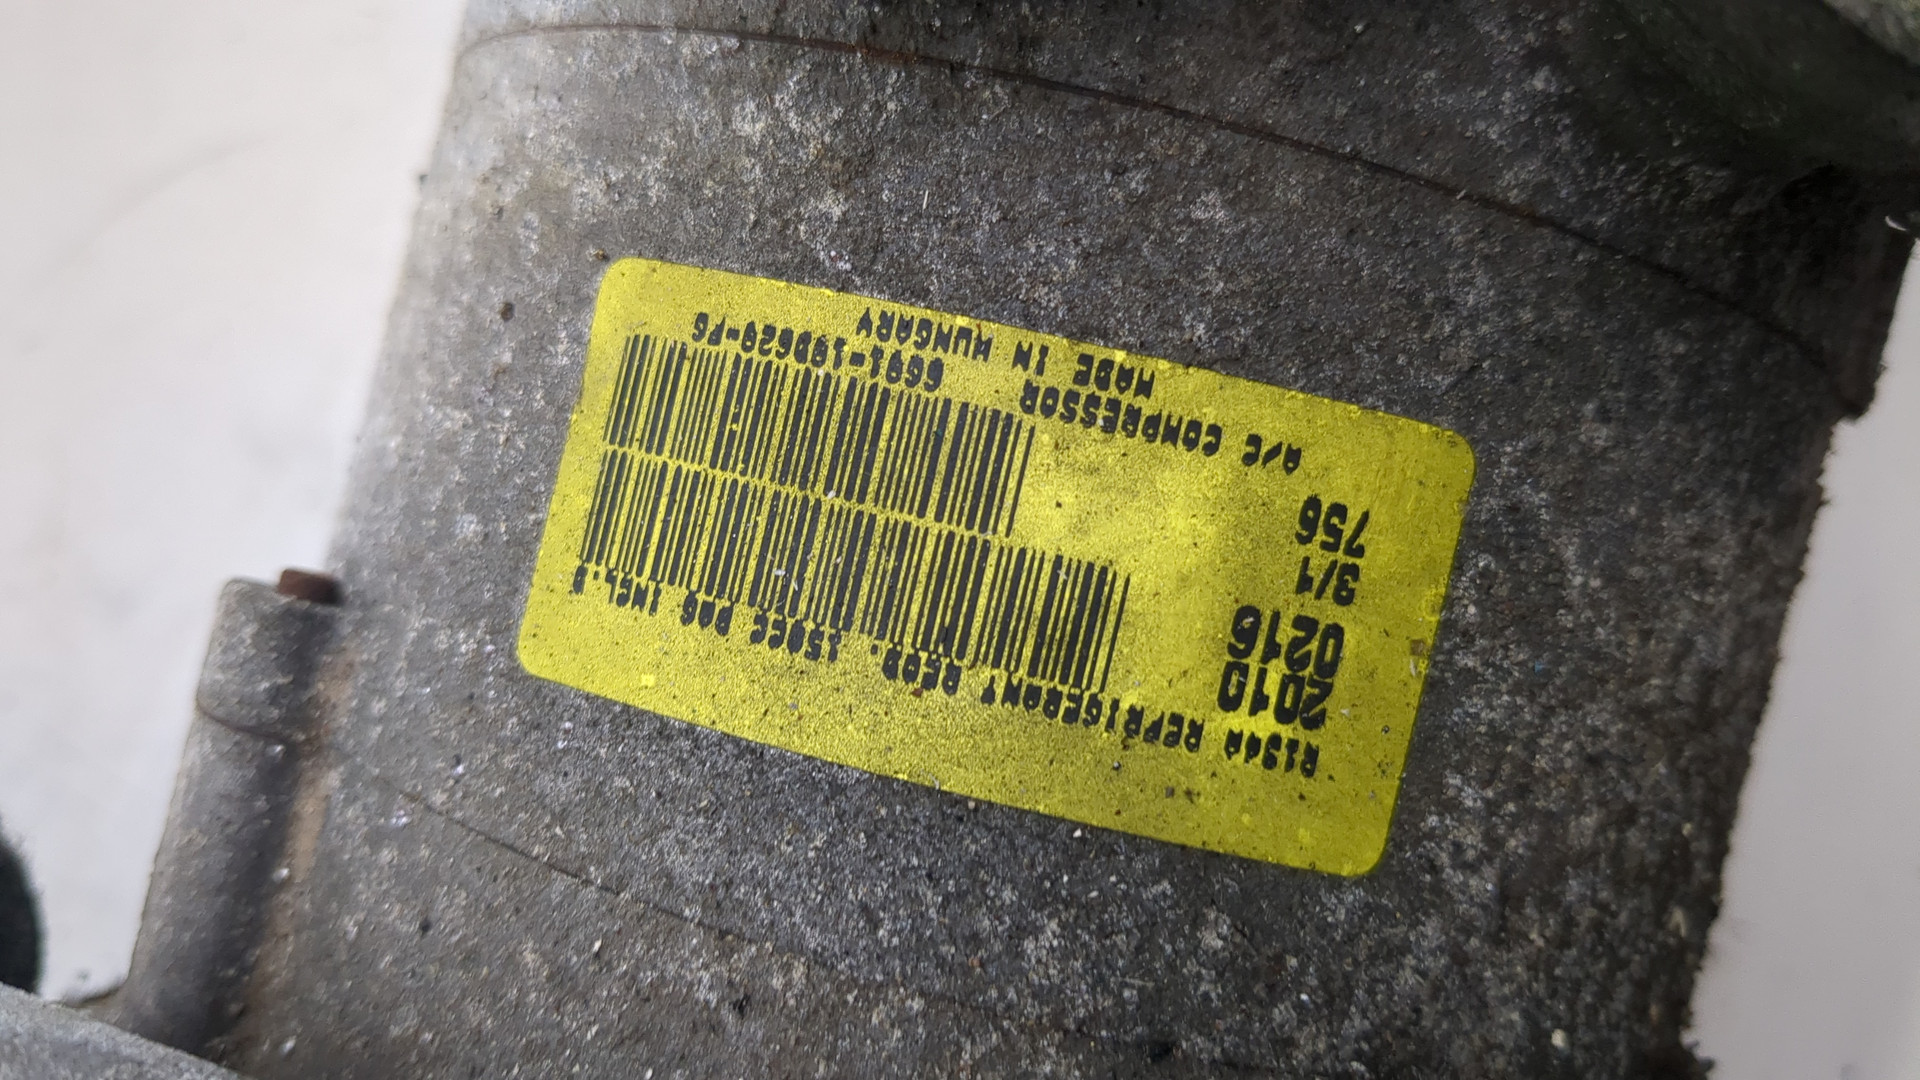 R134A REFRIGERANT REQD. 150CC PAG INCL.D
2010
0216
3/1
756
A/C COMPRESSOR 6G91-19D629-FG
MADE IN HUNGARY